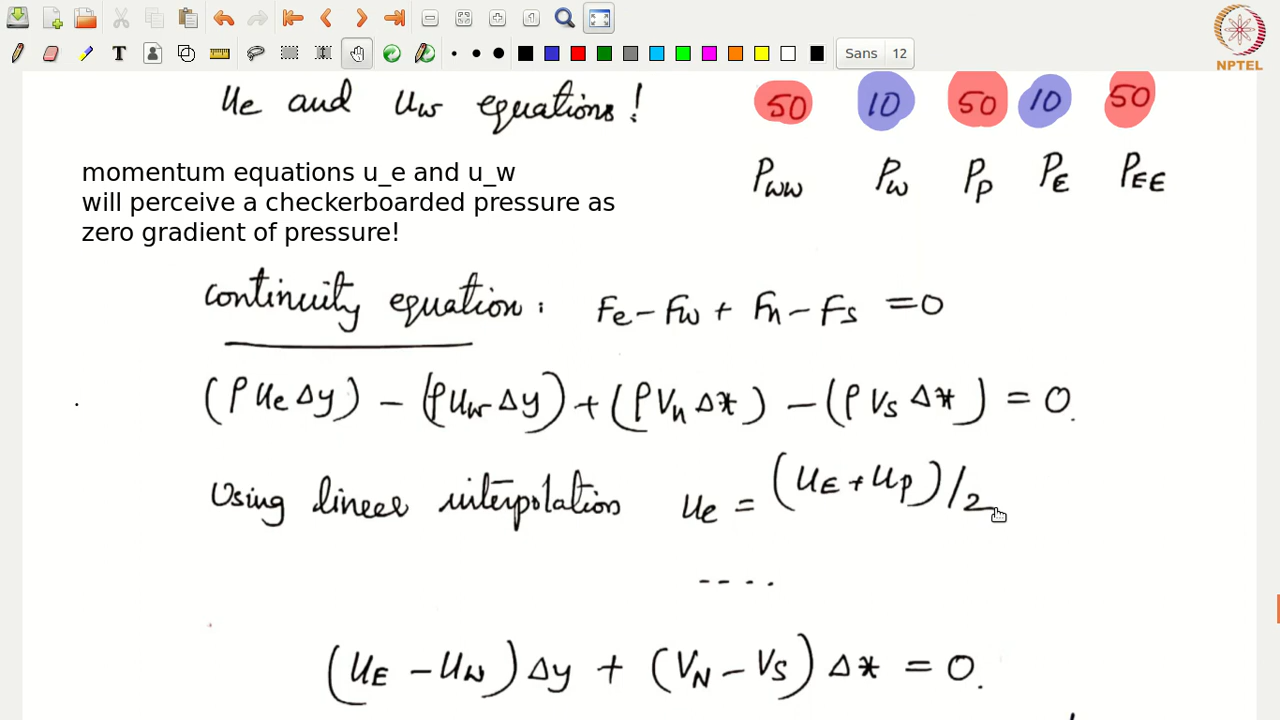 Sans 12
NPTEL
ue and uw equations!
50 10 50 10 50
Pww Pw Pp PE PEE
momentum equations u_e and u_w
will perceive a checkerboarded pressure as
zero gradient of pressure!
continuity equation: Fe - Fw + Fn - Fs = 0
(ρ ue Δy) - (ρ uw Δy) + (ρ Vn Δx) - (ρ Vs Δx) = 0.
Using linear interpolation ue = (uE + uP)/2
----
(uE - uW) Δy + (VN - VS) Δx = 0.